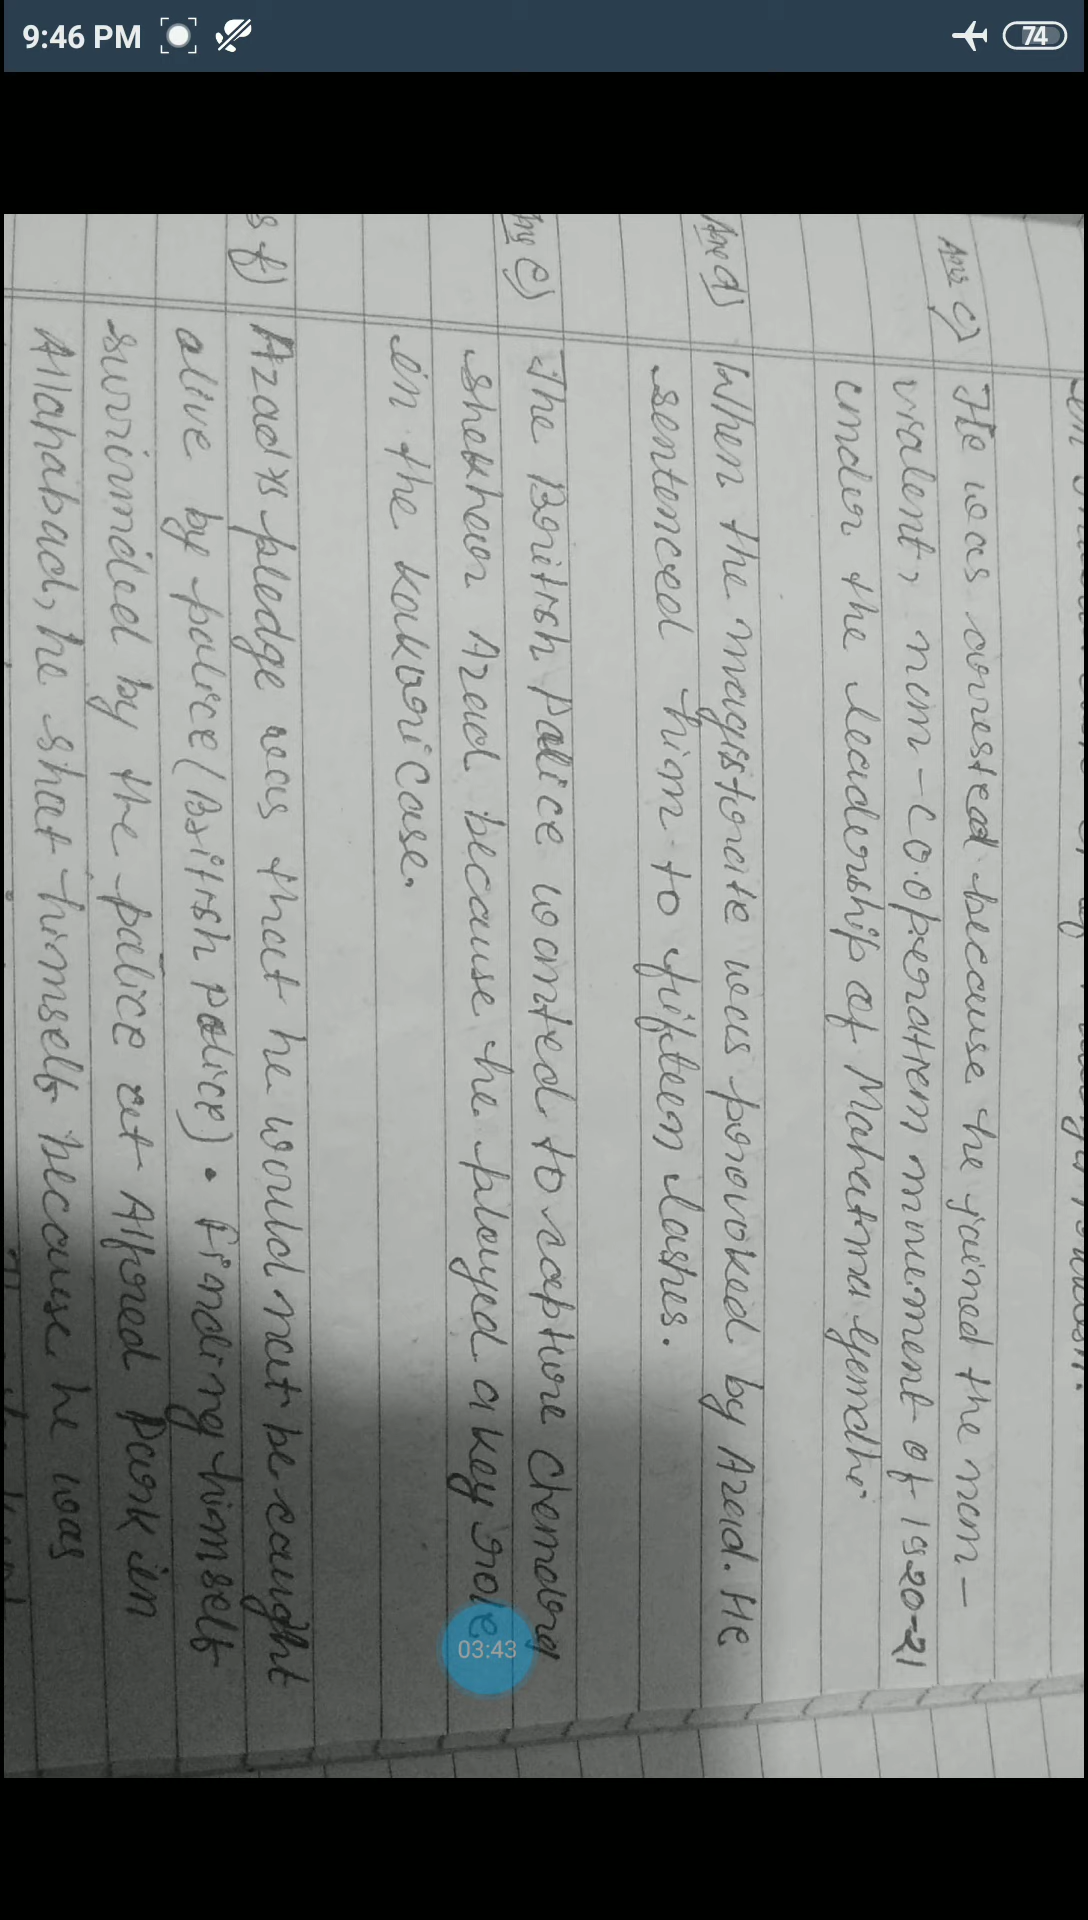 9:46 PM
74
Ans c) He was arrested because he joined the non-
violent, non-co.operation movement of 1920-21
under the leadership of Mahatma Gandhi
Ans d) When the magistrate was provoked by Azad. He
sentenced him to fifteen lashes.
Ans e) The British Police wanted to capture Chandra
shekhar Azad because he played a key role
in the Kakori Case.
s f) Azad's pledge was that he would not be caught
alive by police (British police). finding himself
surrounded by the police at Alfred Park in
Allahabad, he shot himself because he was
03:43